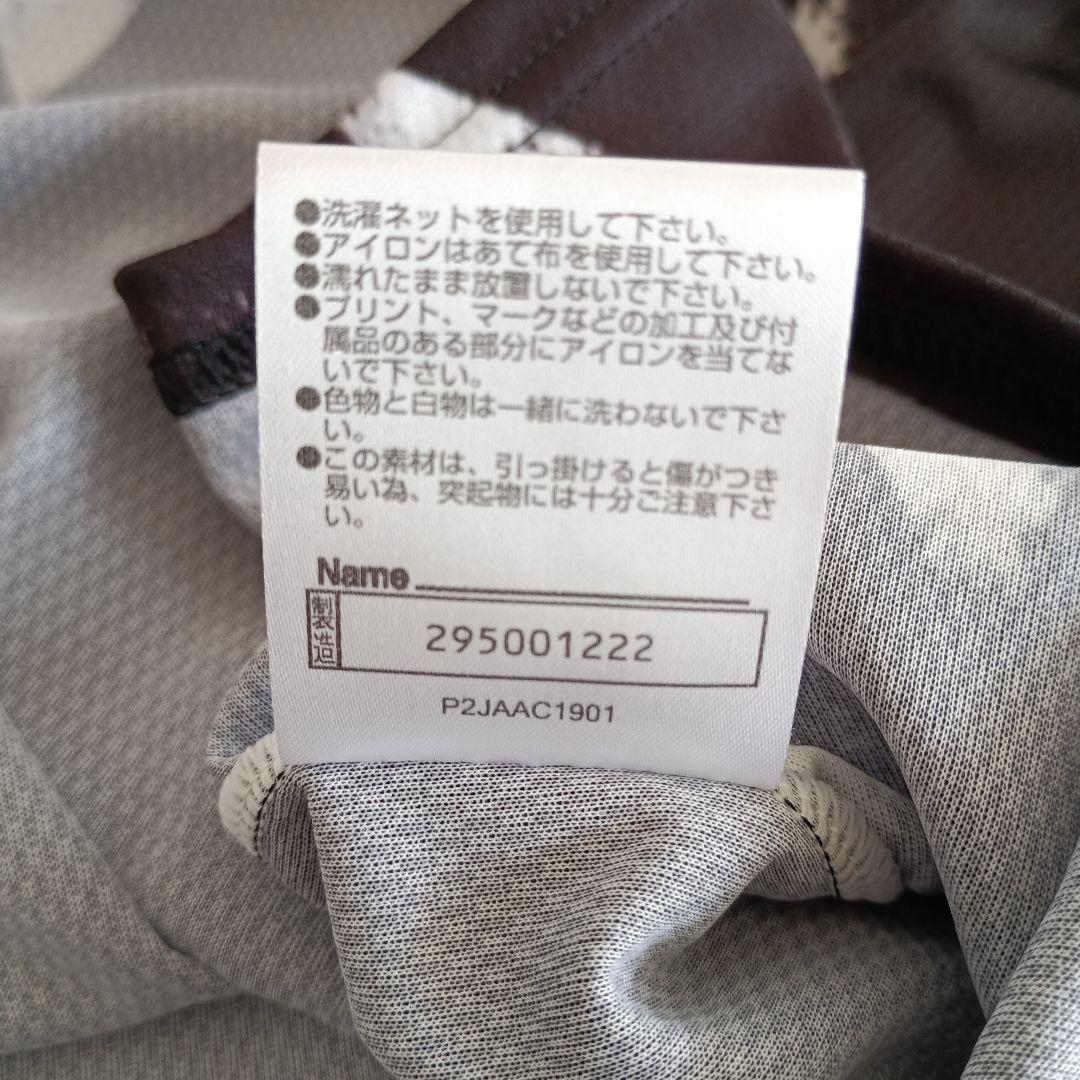 ●洗濯ネットを使用して下さい。
●アイロンはあて布を使用して下さい。
●濡れたまま放置しないで下さい。
●プリント、マークなどの加工及び付
属品のある部分にアイロンを当てな
いで下さい。
●色物と白物は一緒に洗わないで下さ
い。
●この素材は、引っ掛けると傷がつき
易い為、突起物には十分ご注意下さ
い。
Name
製造 295001222
P2JAAC1901